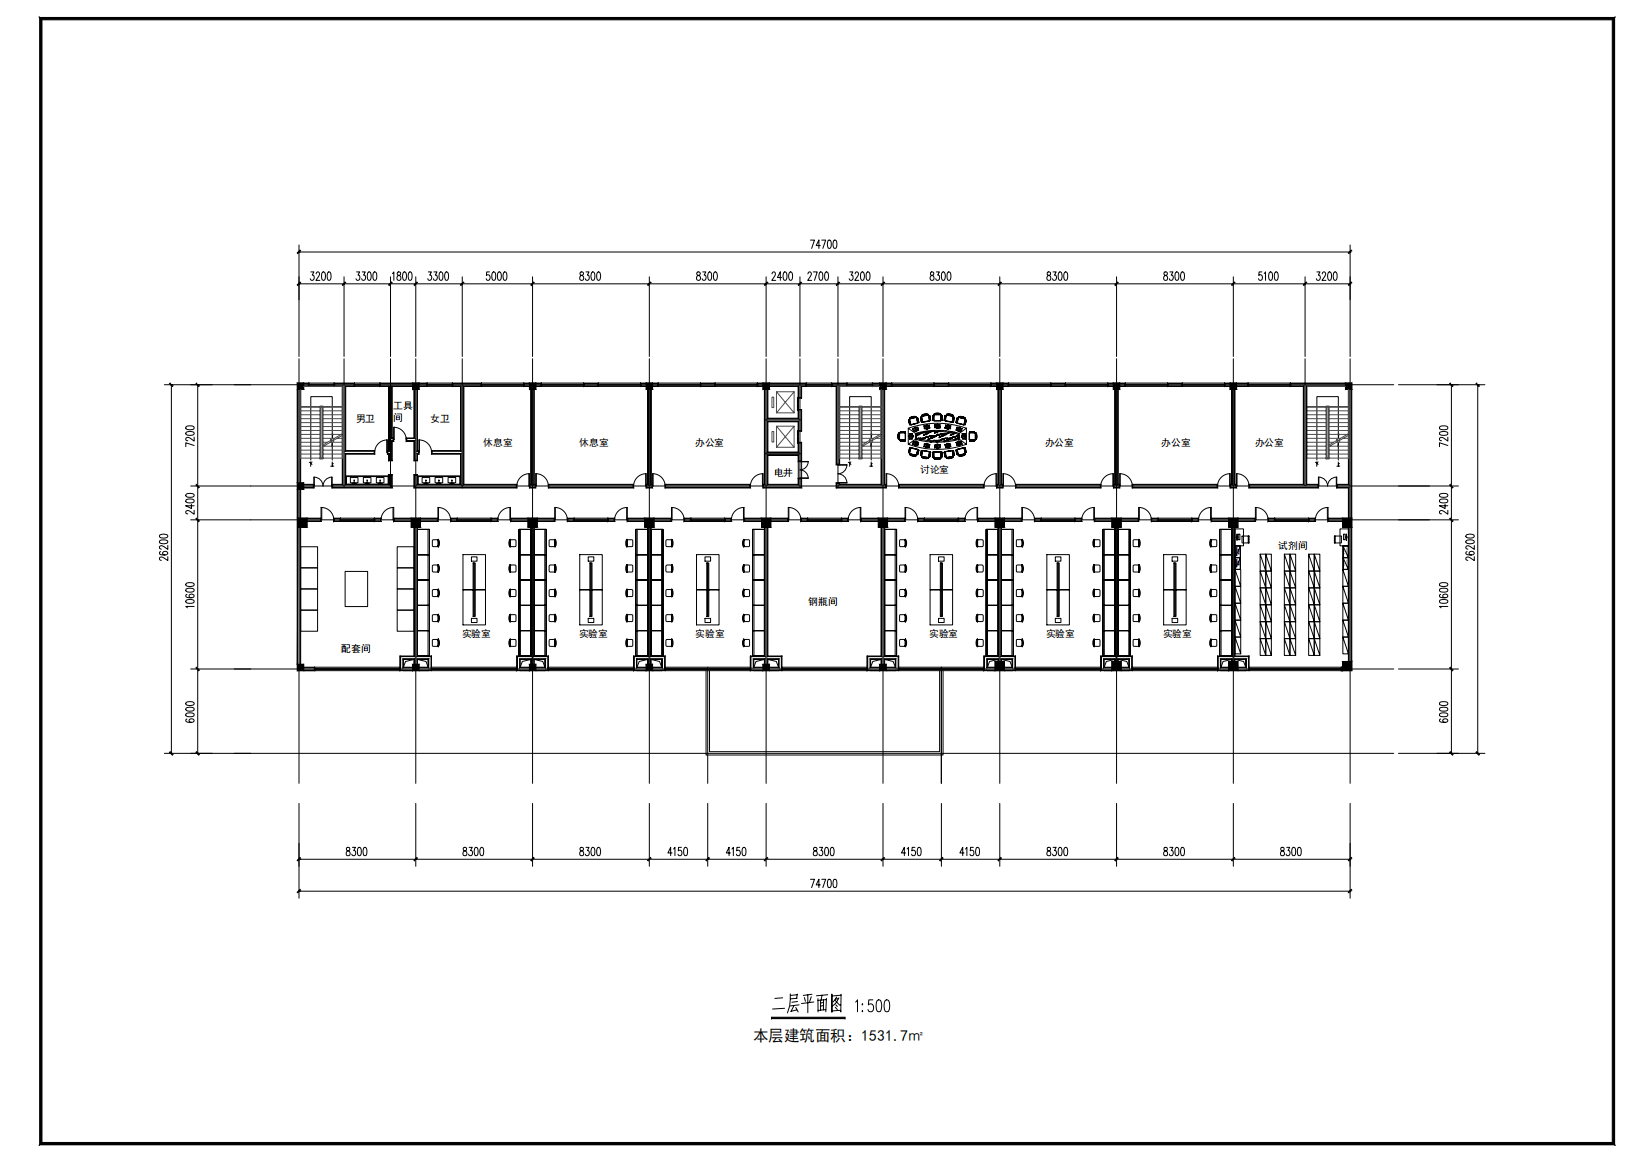 74700
3200 3300 1800 3300 5000 8300 8300 2400 2700 3200 8300 8300 8300 5100 3200
7200 2400 10600 6000
26200
男卫
工具间
女卫
休息室
休息室
办公室
电井
讨论室
办公室
办公室
办公室
7200 2400 10600 6000
26200
配套间
实验室
实验室
实验室
钢瓶间
实验室
实验室
实验室
试剂间
8300 8300 8300 4150 4150 8300 4150 4150 8300 8300 8300
74700
二层平面图 1:500
本层建筑面积：1531.7㎡